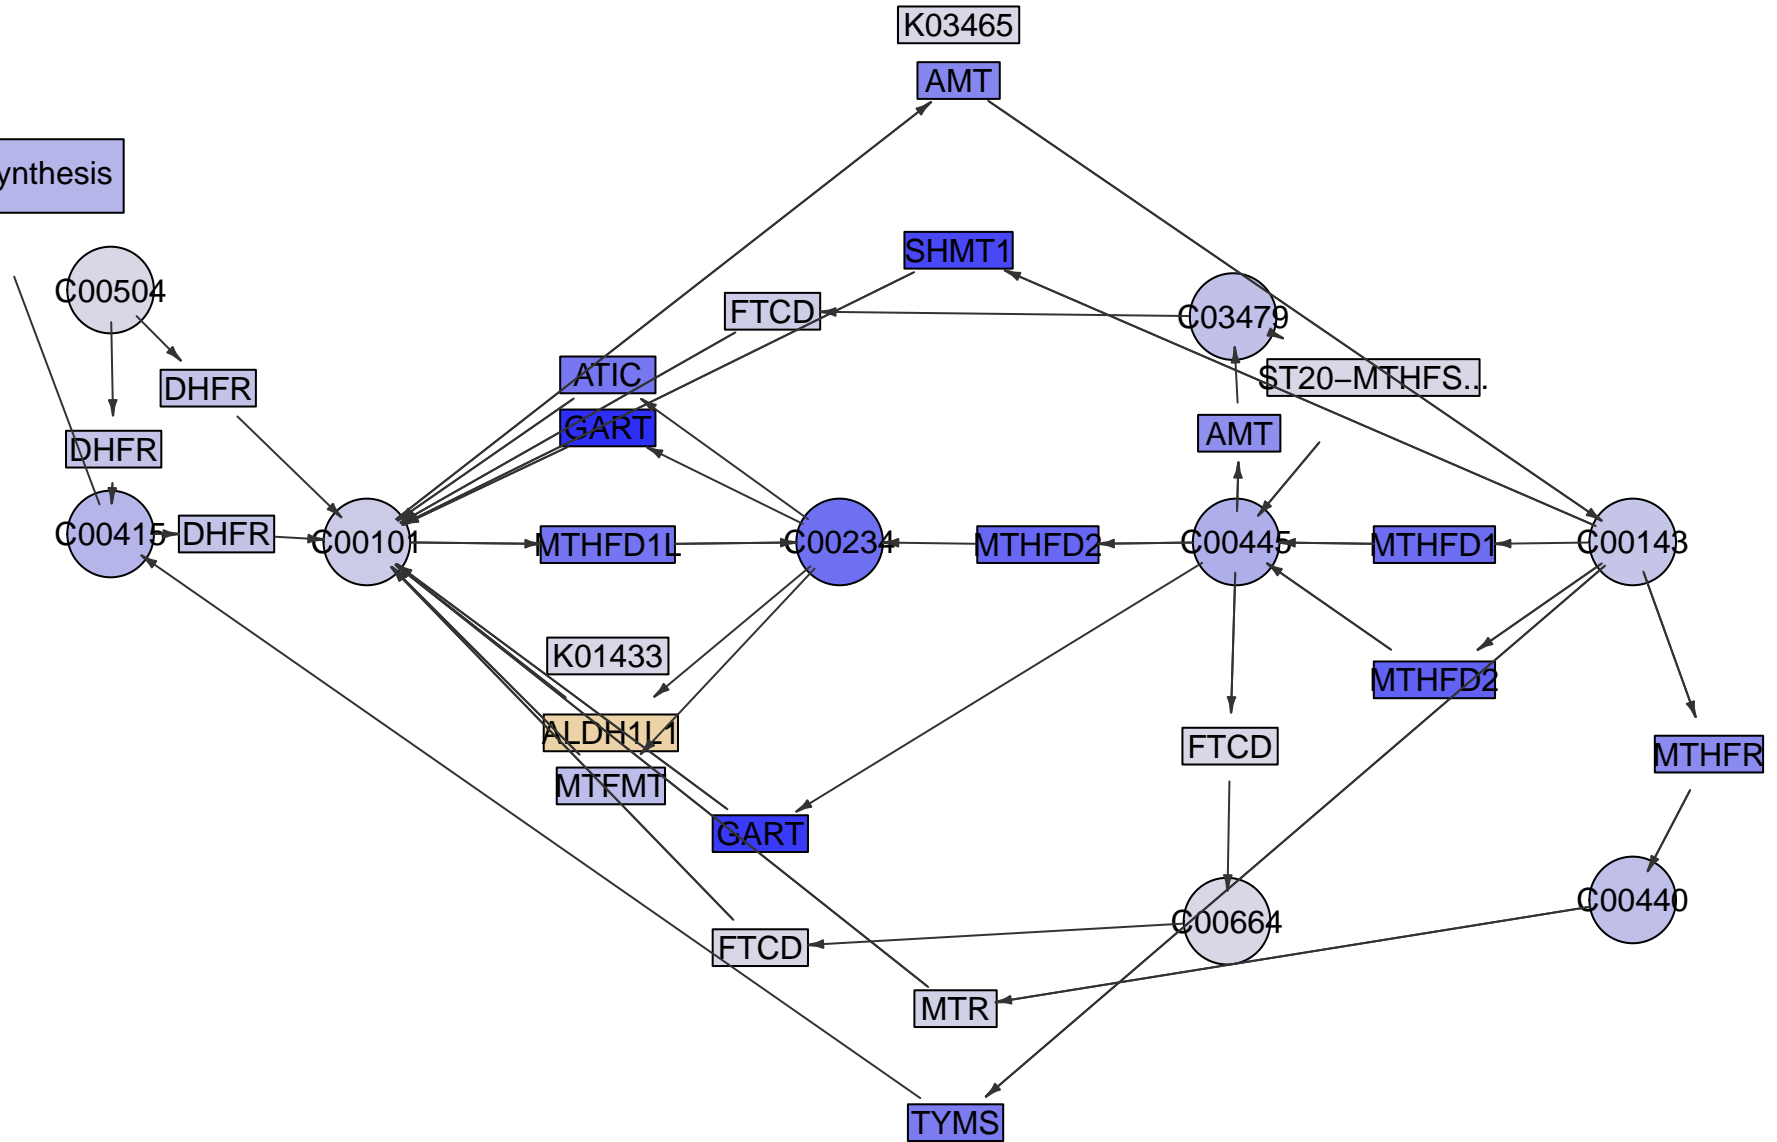 K03465
AMT
ynthesis
SHMT1
C00504
FTCD
C03479
ATIC
ST20−MTHFS...
DHFR
GART
AMT
DHFR
C00415
DHFR
C00101
MTHFD1L
C00234
MTHFD2
C00445
MTHFD1
C00143
K01433
MTHFD2
ALDH1L1
FTCD
MTHFR
MTFMT
GART
C00440
C00664
FTCD
MTR
TYMS